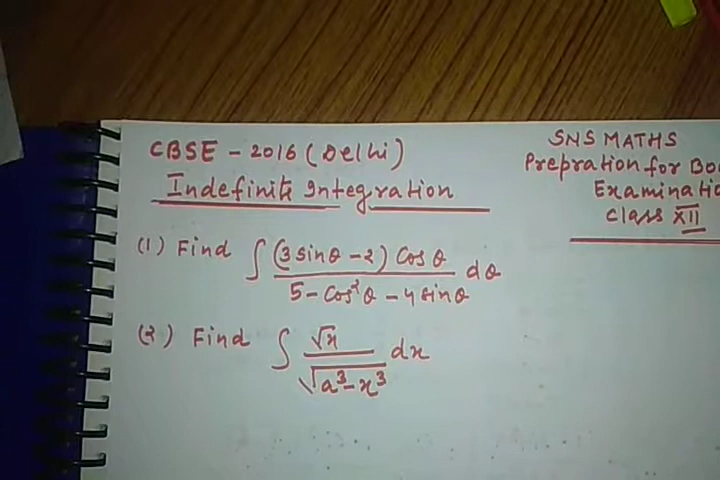 CBSE - 2016 (Delhi)
Indefinite Integration
SNS MATHS
Prepration for
Class XII
(1) Find ∫ (3 sinθ - 2) Cos θ / 5 - Cos²θ - 4 sinθ dθ
(2) Find ∫ √x / √a³-x³ dx